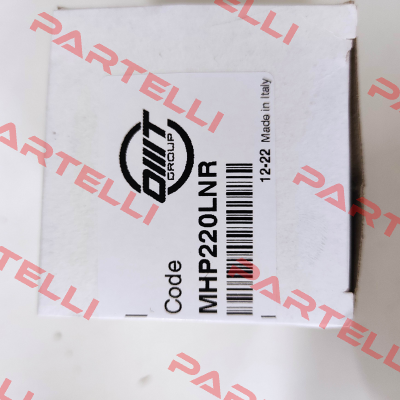 OMT
GROUP
Code
MHP220LNR
12-22 Made in Italy
PARTELLI
PARTELLI
PARTELLI
PARTELLI
PARTELLI